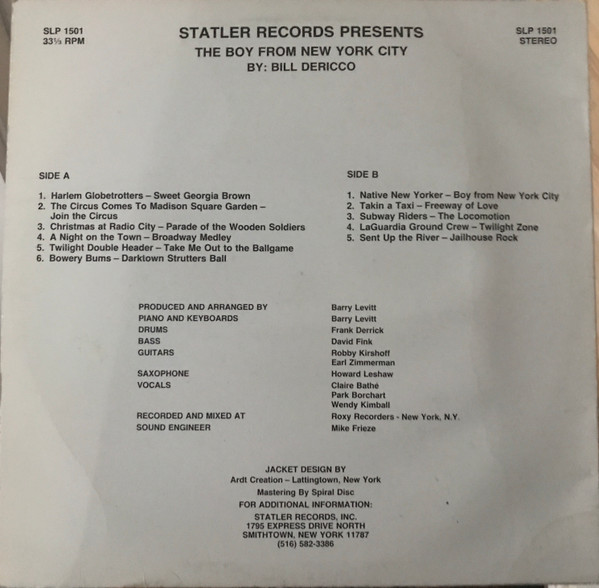 SLP 1501
33⅓ RPM
STATLER RECORDS PRESENTS
THE BOY FROM NEW YORK CITY
BY: BILL DERICCO
SLP 1501
STEREO
SIDE A
1. Harlem Globetrotters – Sweet Georgia Brown
2. The Circus Comes To Madison Square Garden –
Join the Circus
3. Christmas at Radio City – Parade of the Wooden Soldiers
4. A Night on the Town – Broadway Medley
5. Twilight Double Header – Take Me Out to the Ballgame
6. Bowery Bums – Darktown Strutters Ball
SIDE B
1. Native New Yorker – Boy from New York City
2. Takin a Taxi – Freeway of Love
3. Subway Riders – The Locomotion
4. LaGuardia Ground Crew – Twilight Zone
5. Sent Up the River – Jailhouse Rock
PRODUCED AND ARRANGED BY Barry Levitt
PIANO AND KEYBOARDS Barry Levitt
DRUMS Frank Derrick
BASS David Fink
GUITARS Robby Kirshoff
Earl Zimmerman
SAXOPHONE Howard Leshaw
VOCALS Claire Bathé
Park Borchart
Wendy Kimball
RECORDED AND MIXED AT Roxy Recorders - New York, N.Y.
SOUND ENGINEER Mike Frieze
JACKET DESIGN BY
Ardt Creation – Lattingtown, New York
Mastering By Spiral Disc
FOR ADDITIONAL INFORMATION:
STATLER RECORDS, INC.
1795 EXPRESS DRIVE NORTH
SMITHTOWN, NEW YORK 11787
(516) 582-3386